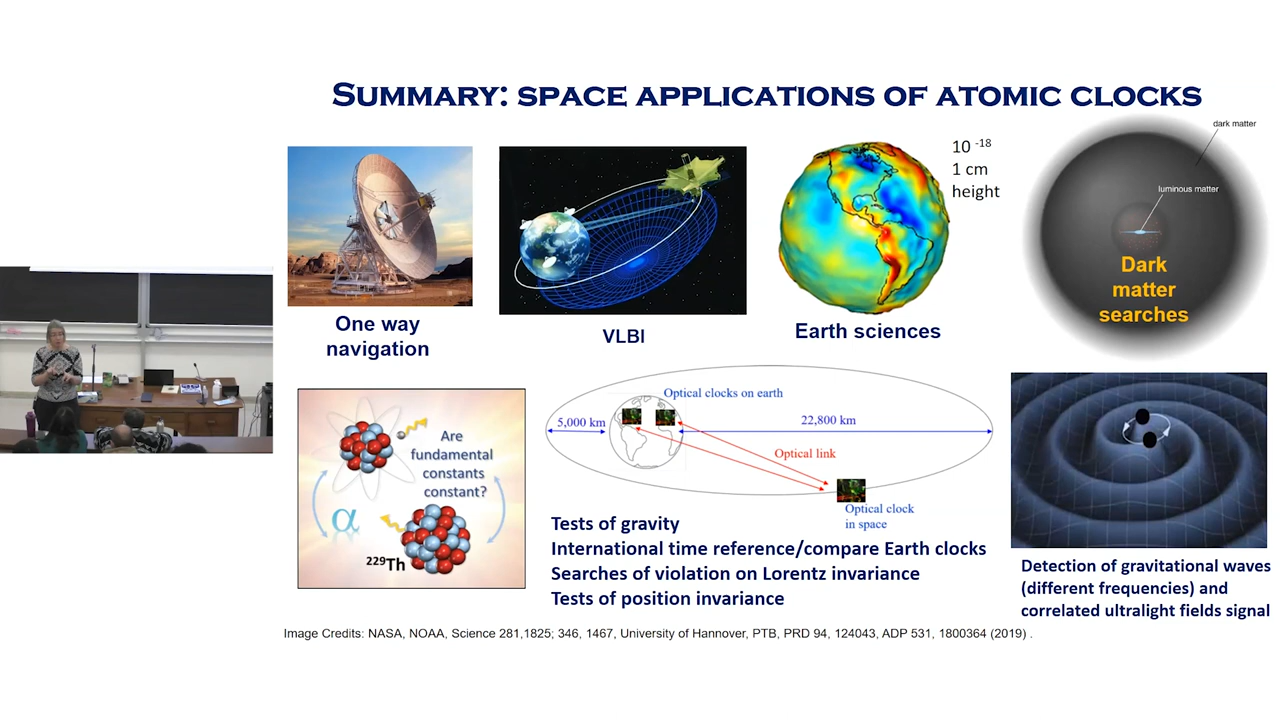 SUMMARY: SPACE APPLICATIONS OF ATOMIC CLOCKS
One way
navigation
VLBI
10 -18
1 cm
height
Earth sciences
dark matter
luminous matter
Dark
matter
searches
Are
fundamental
constants
constant?
α
229Th
Optical clocks on earth
5,000 km
22,800 km
Optical link
Optical clock
in space
Tests of gravity
International time reference/compare Earth clocks
Searches of violation on Lorentz invariance
Tests of position invariance
Detection of gravitational waves
(different frequencies) and
correlated ultralight fields signal
Image Credits: NASA, NOAA, Science 281,1825; 346, 1467, University of Hannover, PTB, PRD 94, 124043, ADP 531, 1800364 (2019) .